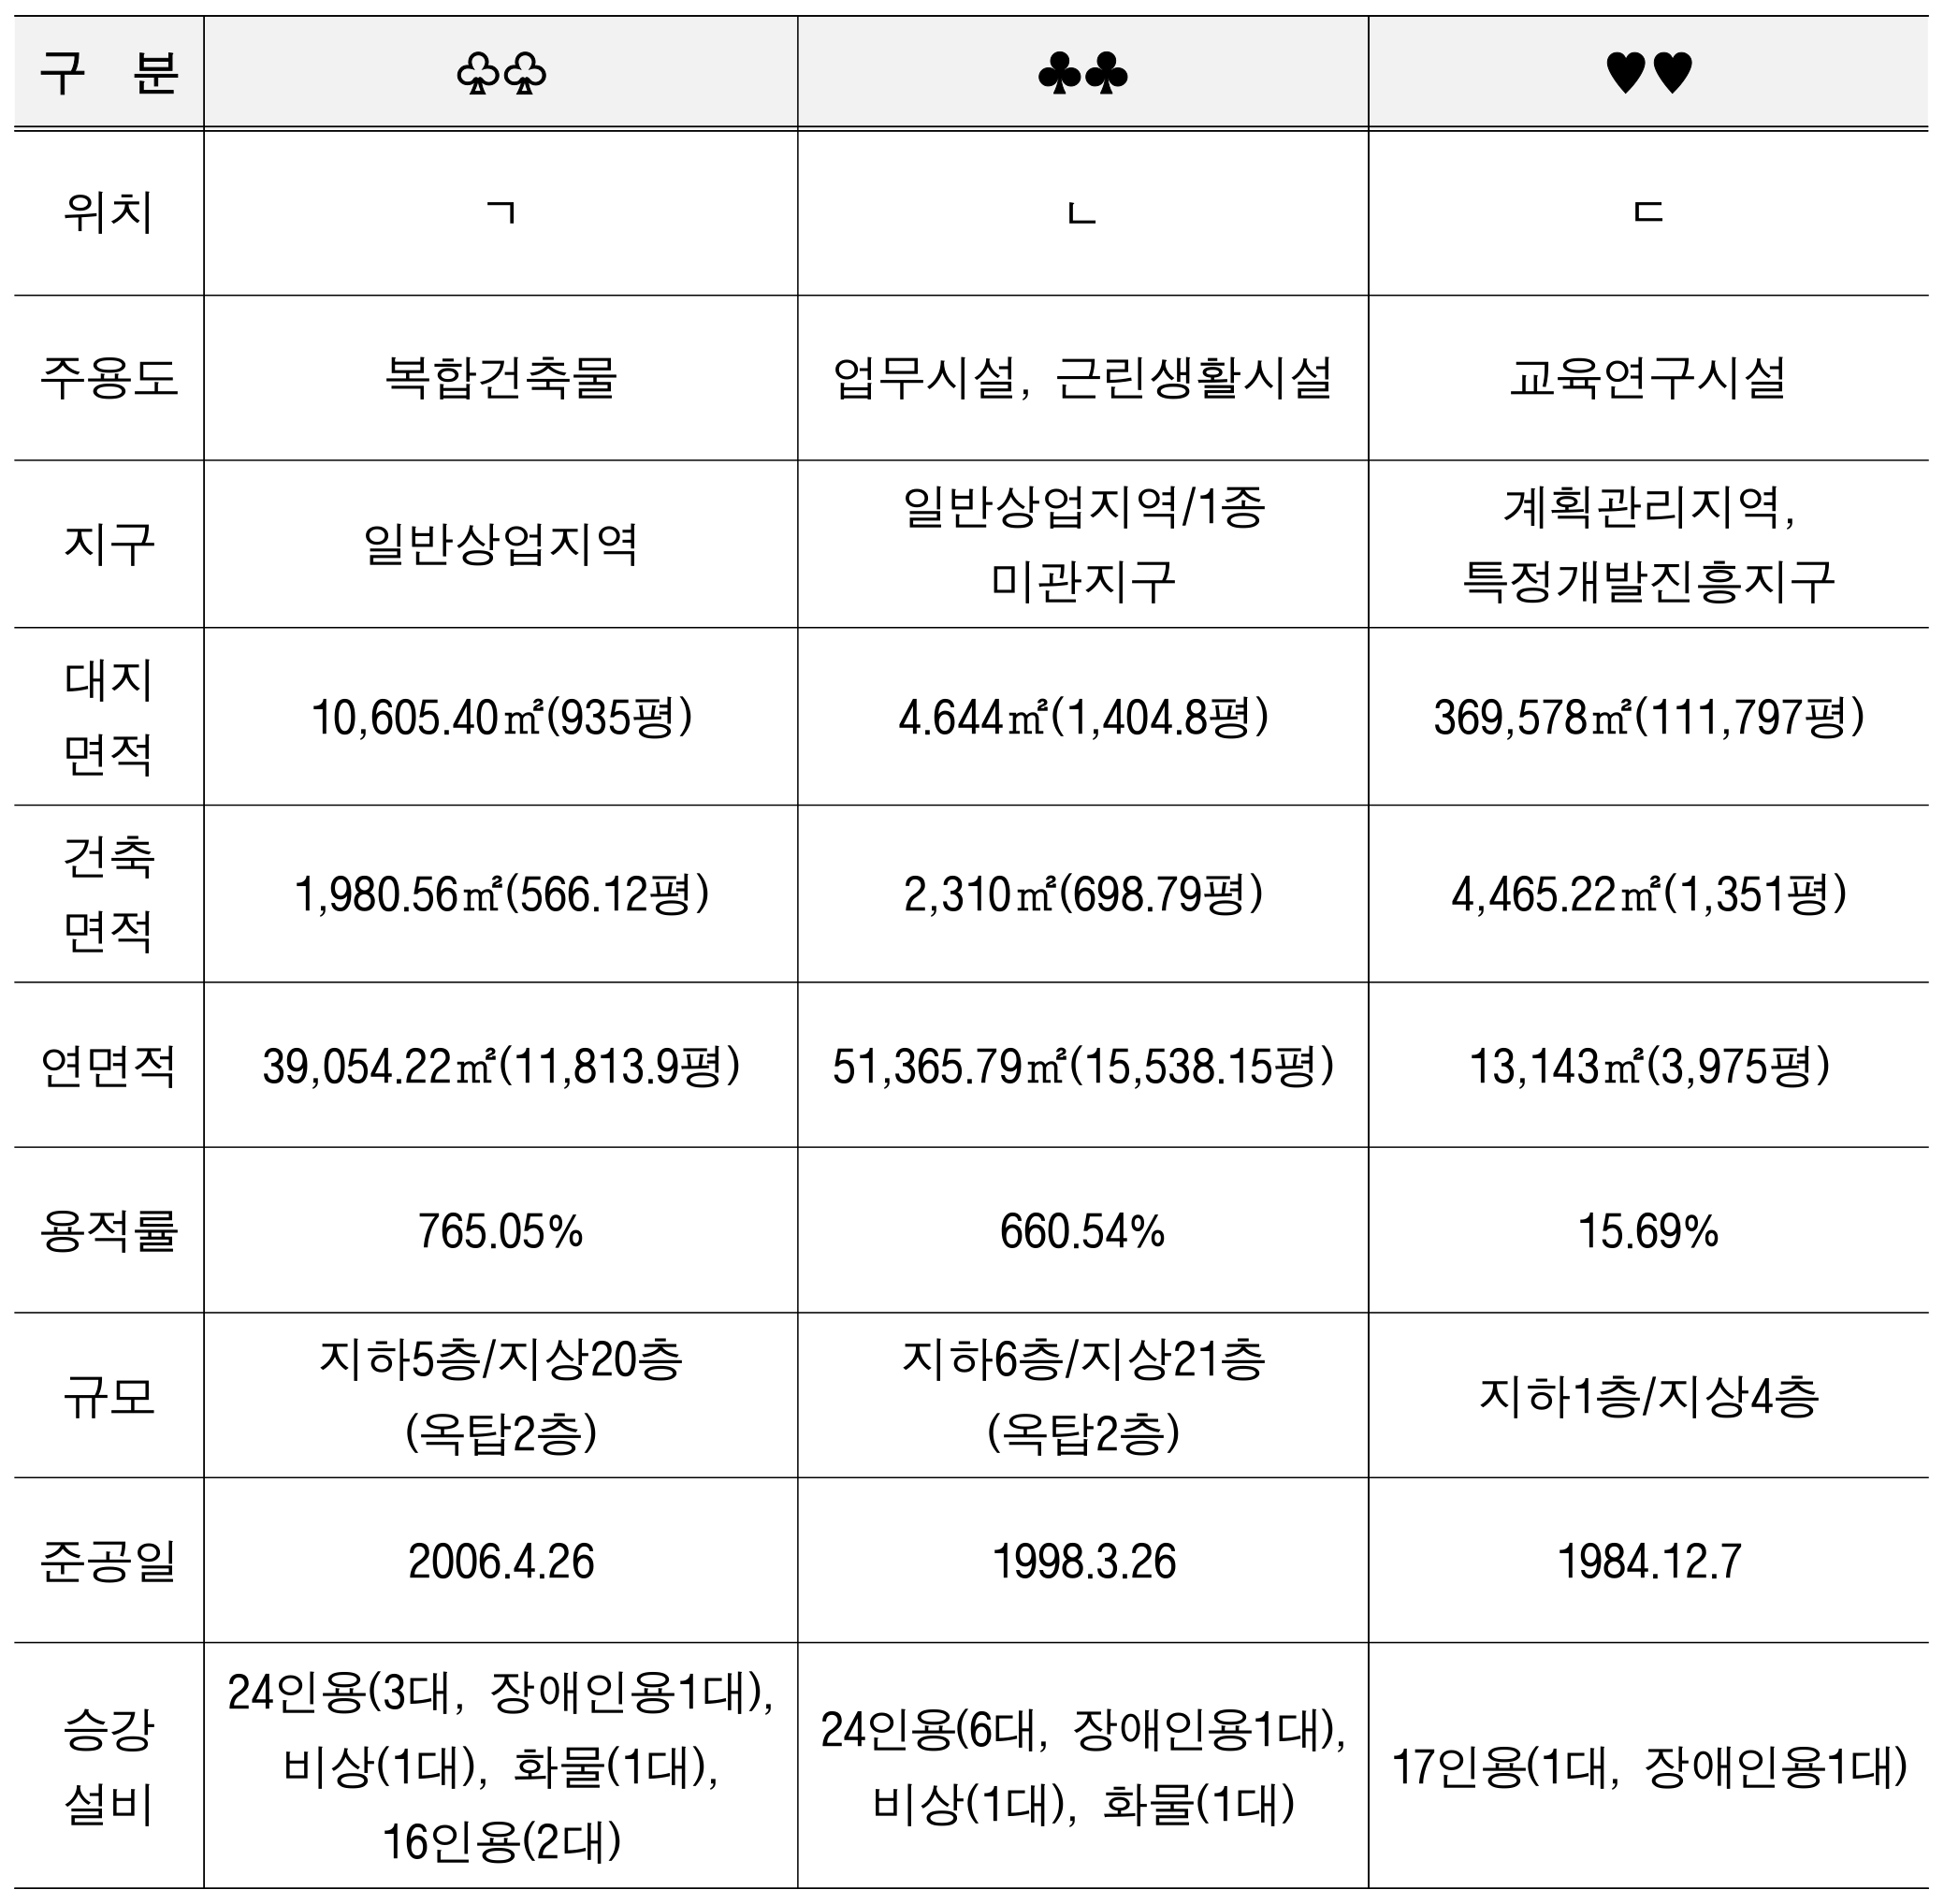 구 분 ♧♧ ♣♣ ♥♥
위치 ㄱ ㄴ ㄷ
주용도 복합건축물 업무시설, 근린생활시설 교육연구시설
지구 일반상업지역 일반상업지역/1종
미관지구 계획관리지역,
특정개발진흥지구
대지
면적 10,605.40㎡(935평) 4.644㎡(1,404.8평) 369,578㎡(111,797평)
건축
면적 1,980.56㎡(566.12평) 2,310㎡(698.79평) 4,465.22㎡(1,351평)
연면적 39,054.22㎡(11,813.9평) 51,365.79㎡(15,538.15평) 13,143㎡(3,975평)
용적률 765.05% 660.54% 15.69%
규모 지하5층/지상20층
(옥탑2층) 지하6층/지상21층
(옥탑2층) 지하1층/지상4층
준공일 2006.4.26 1998.3.26 1984.12.7
승강
설비 24인용(3대, 장애인용1대),
비상(1대), 화물(1대),
16인용(2대) 24인용(6대, 장애인용1대),
비상(1대), 화물(1대) 17인용(1대, 장애인용1대)